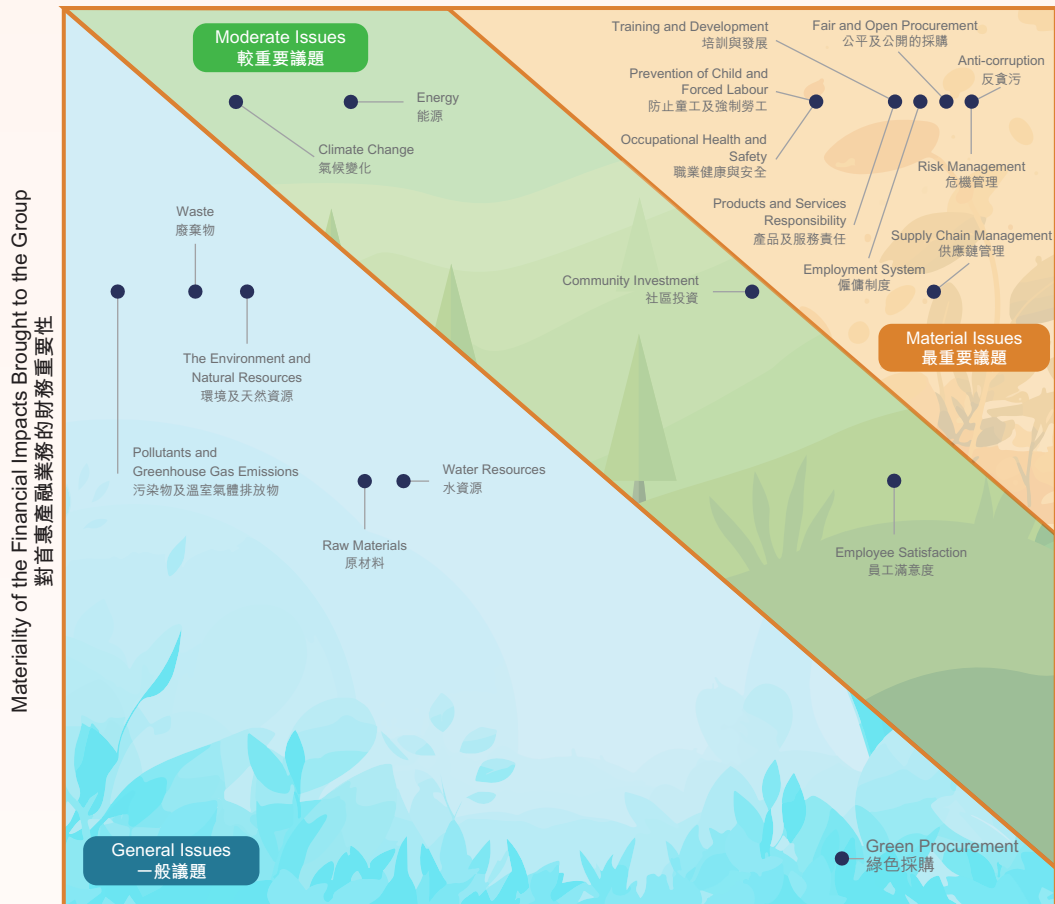 Materiality of the Financial Impacts Brought to the Group
對首惠產融業務的財務重要性
Moderate Issues
較重要議題
Training and Development
培訓與發展
Fair and Open Procurement
公平及公開的採購
Anti-corruption
反貪污
Prevention of Child and
Forced Labour
防止童工及強制勞工
Energy
能源
Climate Change
氣候變化
Occupational Health and
Safety
職業健康與安全
Risk Management
危機管理
Waste
廢棄物
Products and Services
Responsibility
產品及服務責任
Supply Chain Management
供應鏈管理
Employment System
僱傭制度
Community Investment
社區投資
Material Issues
最重要議題
The Environment and
Natural Resources
環境及天然資源
Pollutants and
Greenhouse Gas Emissions
污染物及溫室氣體排放物
Water Resources
水資源
Raw Materials
原材料
Employee Satisfaction
員工滿意度
General Issues
一般議題
Green Procurement
綠色採購